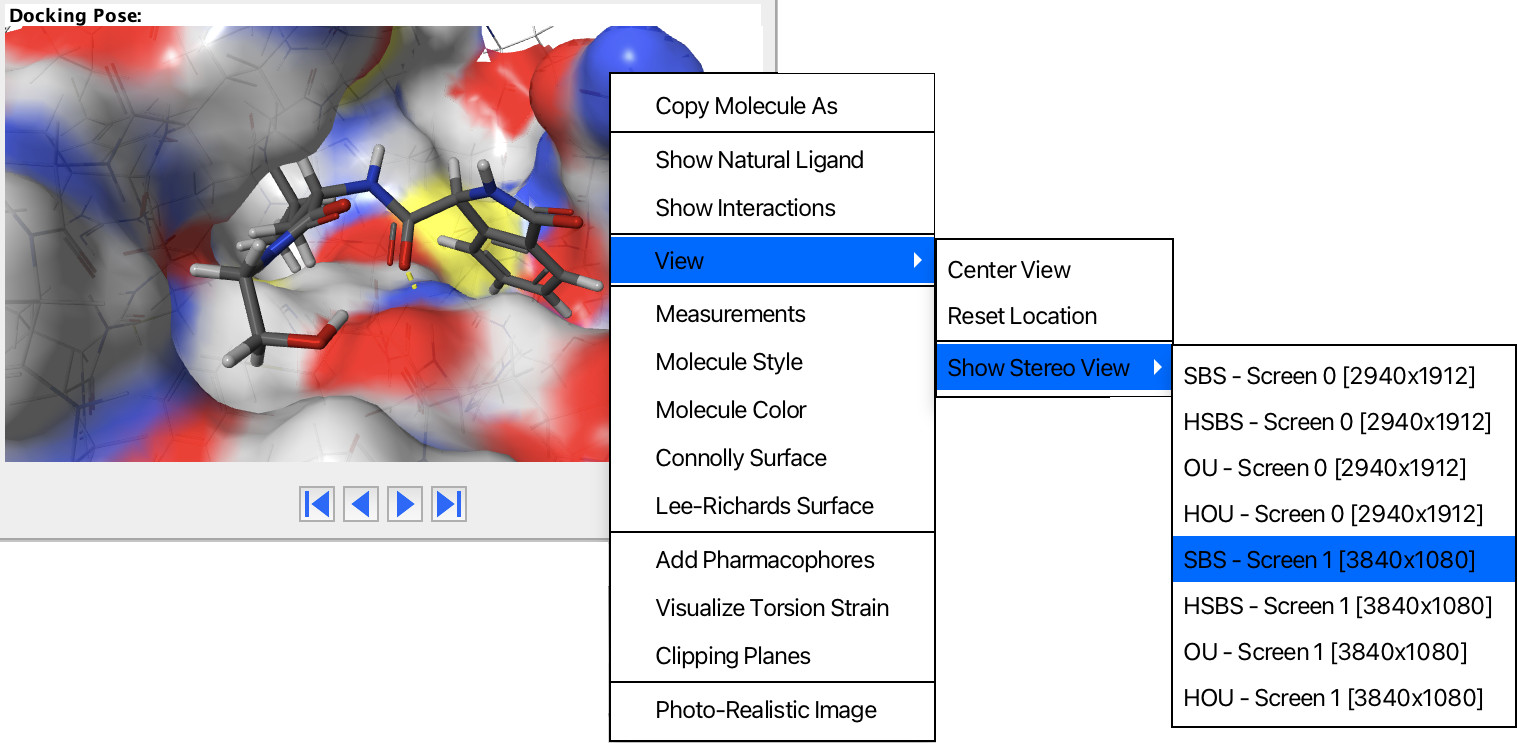 Docking Pose:
Copy Molecule As
Show Natural Ligand
Show Interactions
View
Measurements
Molecule Style
Molecule Color
Connolly Surface
Lee-Richards Surface
Add Pharmacophores
Visualize Torsion Strain
Clipping Planes
Photo-Realistic Image
Center View
Reset Location
Show Stereo View
SBS - Screen 0 [2940x1912]
HSBS - Screen 0 [2940x1912]
OU - Screen 0 [2940x1912]
HOU - Screen 0 [2940x1912]
SBS - Screen 1 [3840x1080]
HSBS - Screen 1 [3840x1080]
OU - Screen 1 [3840x1080]
HOU - Screen 1 [3840x1080]